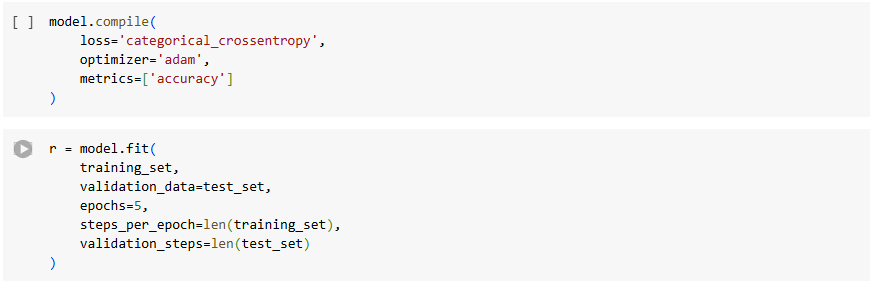 [ ] model.compile(
    loss='categorical_crossentropy',
    optimizer='adam',
    metrics=['accuracy']
)
r = model.fit(
    training_set,
    validation_data=test_set,
    epochs=5,
    steps_per_epoch=len(training_set),
    validation_steps=len(test_set)
)